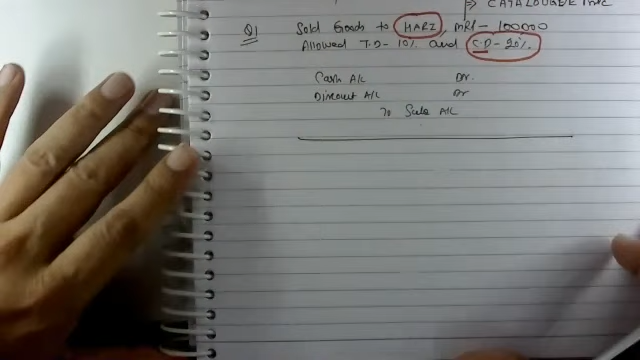 => CATALOGUE PRICE
Q1 Sold Goods to HARI, MRP - 100000
Allowed T.D - 10% and C.D - 20%.
Cash A/c Dr.
Discount A/c Dr
To Sale A/c